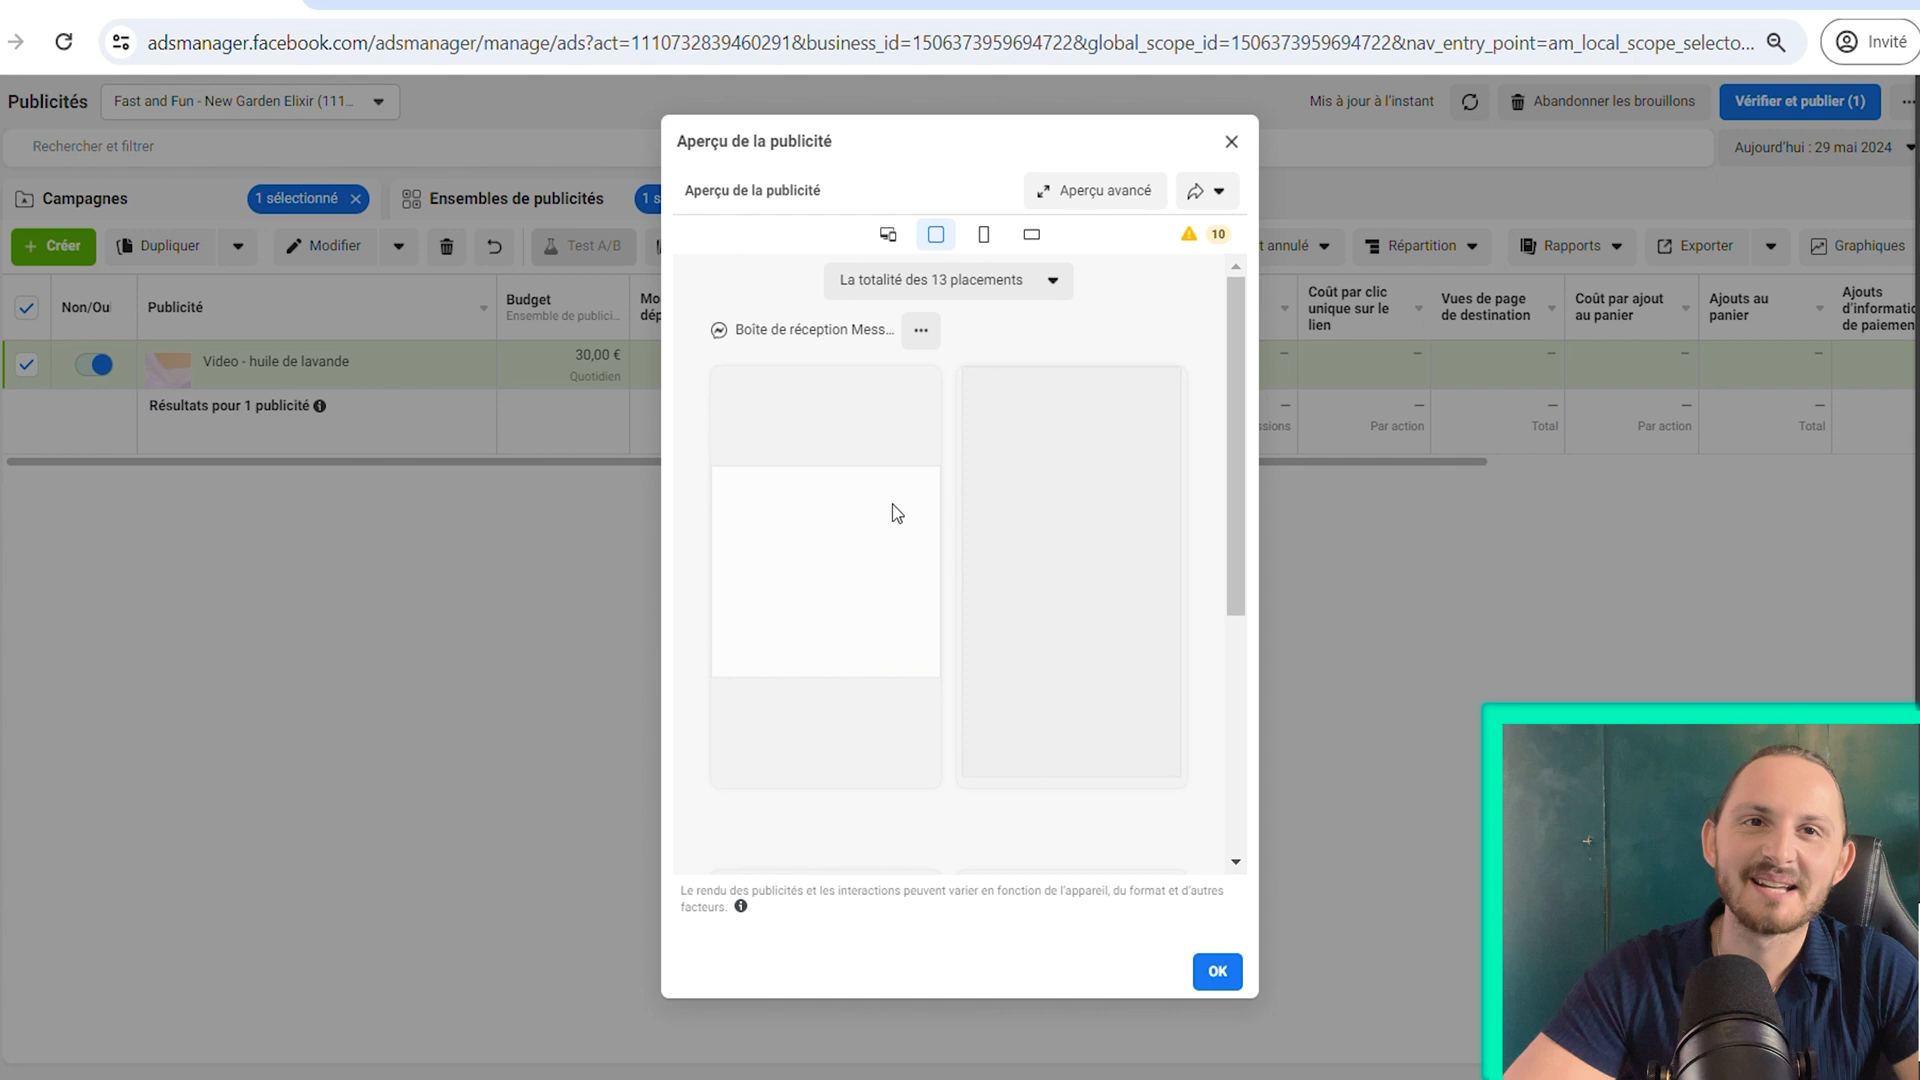 adsmanager.facebook.com/adsmanager/manage/ads?act=1110732839460291&business_id=1506373959694722&global_scope_id=1506373959694722&nav_entry_point=am_local_scope_selecto...
Invité
Publicités
Fast and Fun - New Garden Elixir (111...
Mis à jour à l'instant
Abandonner les brouillons
Vérifier et publier (1)
Rechercher et filtrer
Aujourd'hui : 29 mai 2024
Campagnes
1 sélectionné
Ensembles de publicités
1 s
Créer
Dupliquer
Modifier
Test A/B
t annulé
Répartition
Rapports
Exporter
Graphiques
Non/Oui
Publicité
Budget
Ensemble de publici...
Mo
dép
Coût par clic
unique sur le
lien
Vues de page
de destination
Coût par ajout
au panier
Ajouts au
panier
Ajouts
d'informatio
de paiemen
Video - huile de lavande
30,00 €
Quotidien
— — — — —
Résultats pour 1 publicité
— — — — —
ssions
Par action
Total
Par action
Total
Aperçu de la publicité
Aperçu de la publicité
Aperçu avancé
10
La totalité des 13 placements
Boîte de réception Mess...
Le rendu des publicités et les interactions peuvent varier en fonction de l'appareil, du format et d'autres
facteurs.
OK